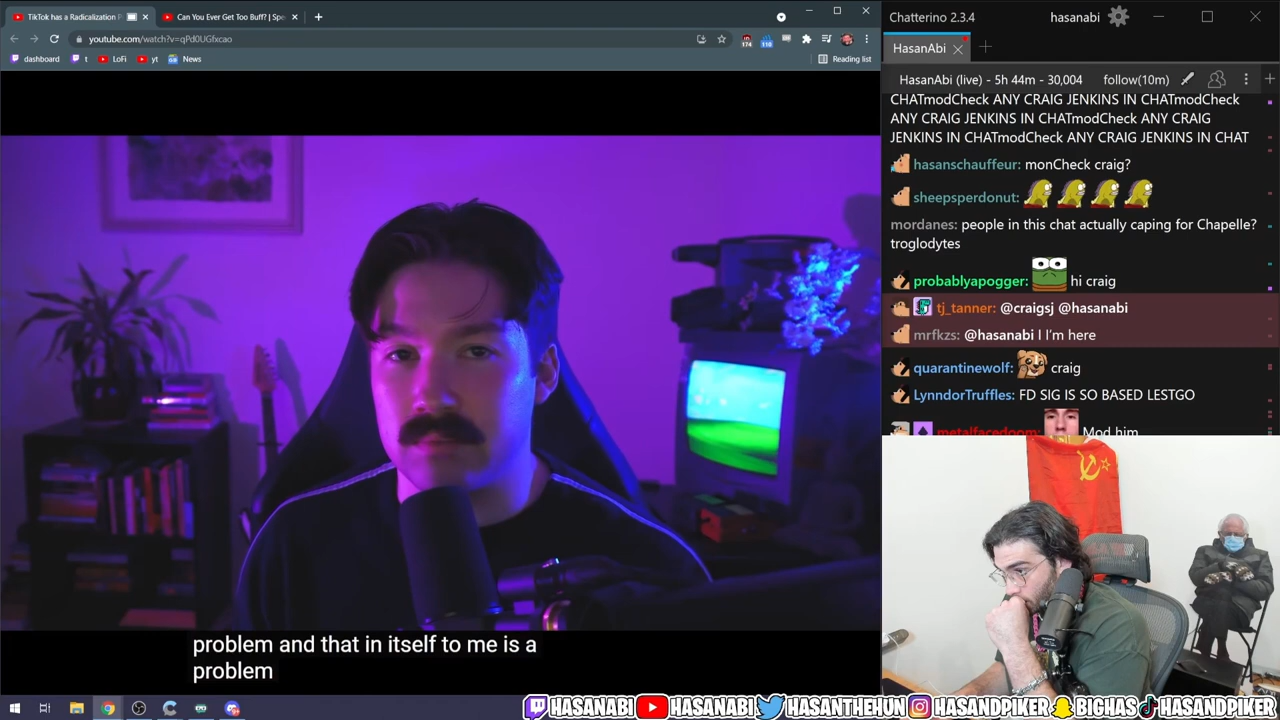 TikTok has a Radicalization P
Can You Ever Get Too Buff? | Spe
youtube.com/watch?v=qPd0UGfxcao
174
110
dashboard
t
LoFi
yt
News
Reading list
problem and that in itself to me is a
problem
Chatterino 2.3.4
hasanabi
HasanAbi
HasanAbi (live) - 5h 44m - 30,004
follow(10m)
CHATmodCheck ANY CRAIG JENKINS IN CHATmodCheck
ANY CRAIG JENKINS IN CHATmodCheck ANY CRAIG
JENKINS IN CHATmodCheck ANY CRAIG JENKINS IN CHAT
hasanschauffeur: monCheck craig?
sheepsperdonut:
mordanes: people in this chat actually caping for Chapelle?
troglodytes
probablyapogger: hi craig
tj_tanner: @craigsj @hasanabi
mrfkzs: @hasanabi I I'm here
quarantinewolf: craig
LynndorTruffles: FD SIG IS SO BASED LESTGO
metalfacedoom: Mod him
HASANABI
HASANABI
HASANTHEHUN
HASANDPIKER
BIGHAS
HASANDPIKER